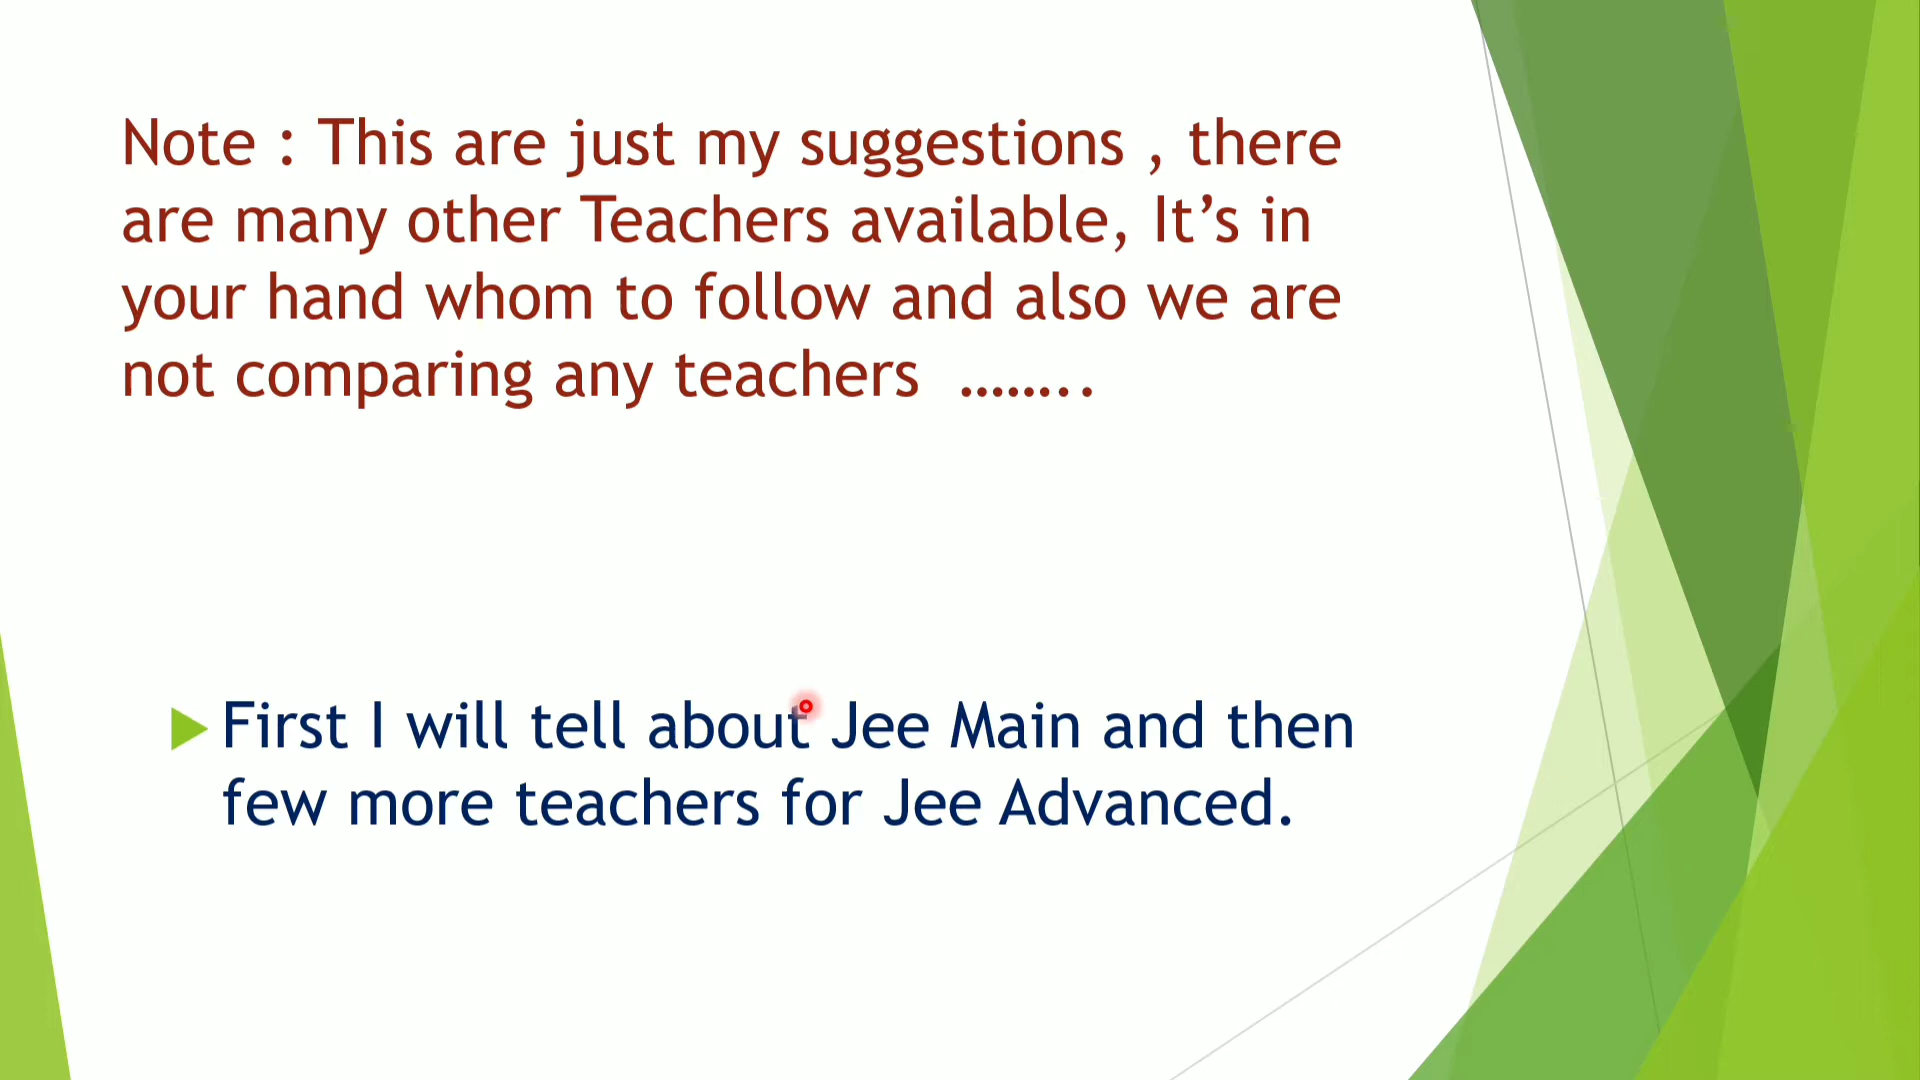 Note : This are just my suggestions , there
are many other Teachers available, It’s in
your hand whom to follow and also we are
not comparing any teachers  ……..
First I will tell about Jee Main and then
few more teachers for Jee Advanced.